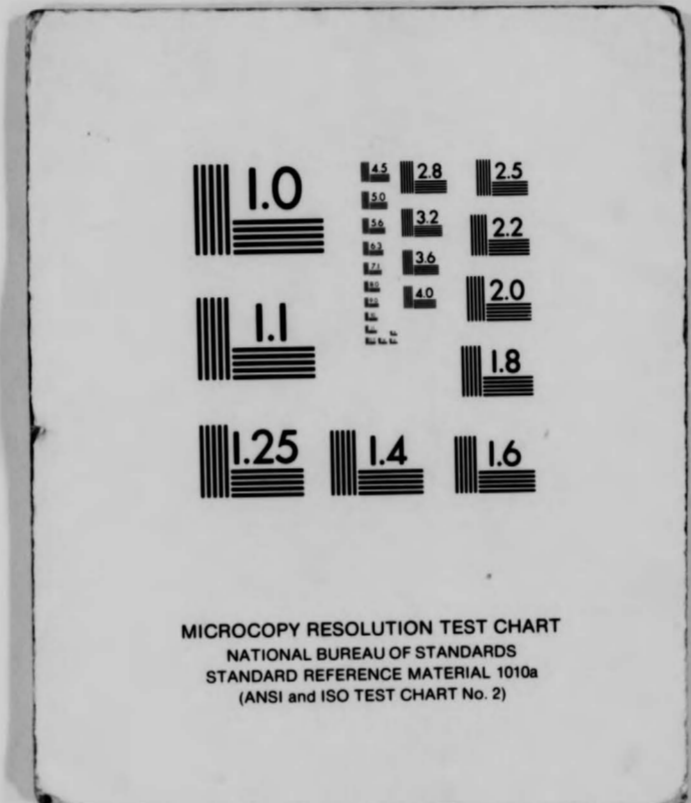 1.0
4.5 2.8 2.5
5.0
5.6 3.2 2.2
6.3
7.1 3.6
4.0 2.0
1.1
1.8
1.25 1.4 1.6
MICROCOPY RESOLUTION TEST CHART
NATIONAL BUREAU OF STANDARDS
STANDARD REFERENCE MATERIAL 1010a
(ANSI and ISO TEST CHART No. 2)